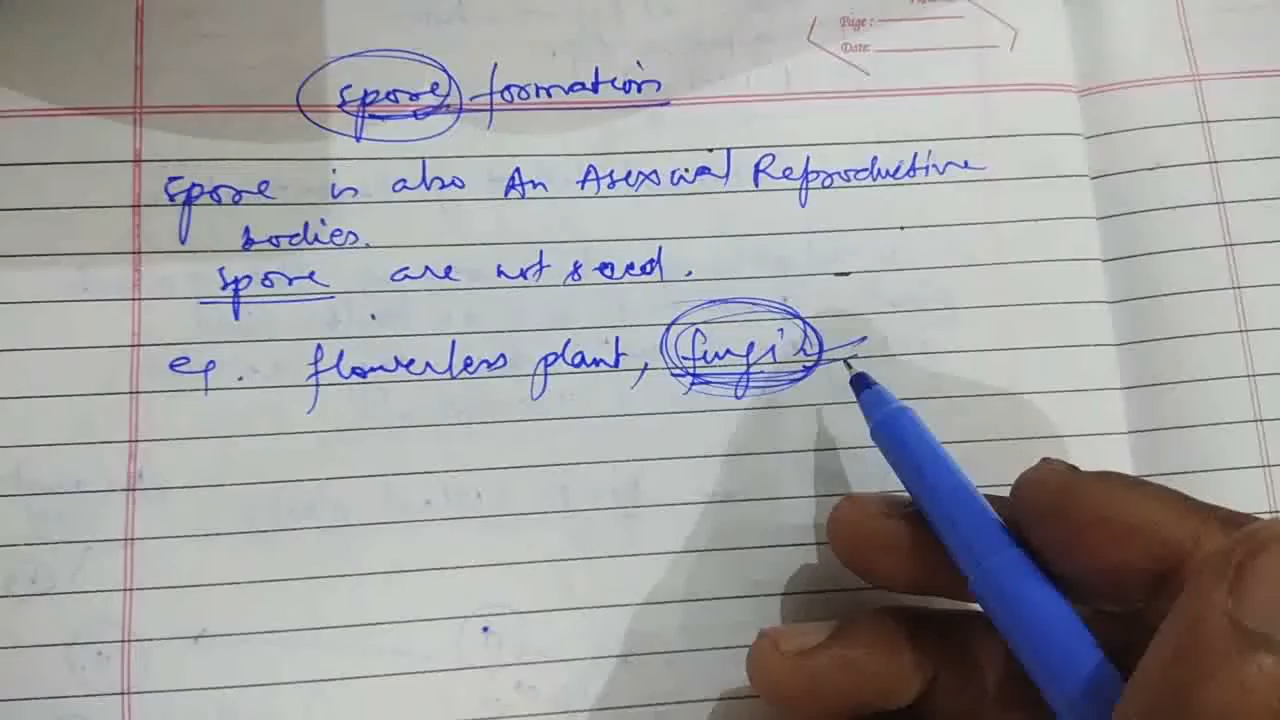 Page:
Date:
spore formation
spore is also An Asexual Reproductive
bodies.
spore are not seed.
eg. flowerless plant, fungi